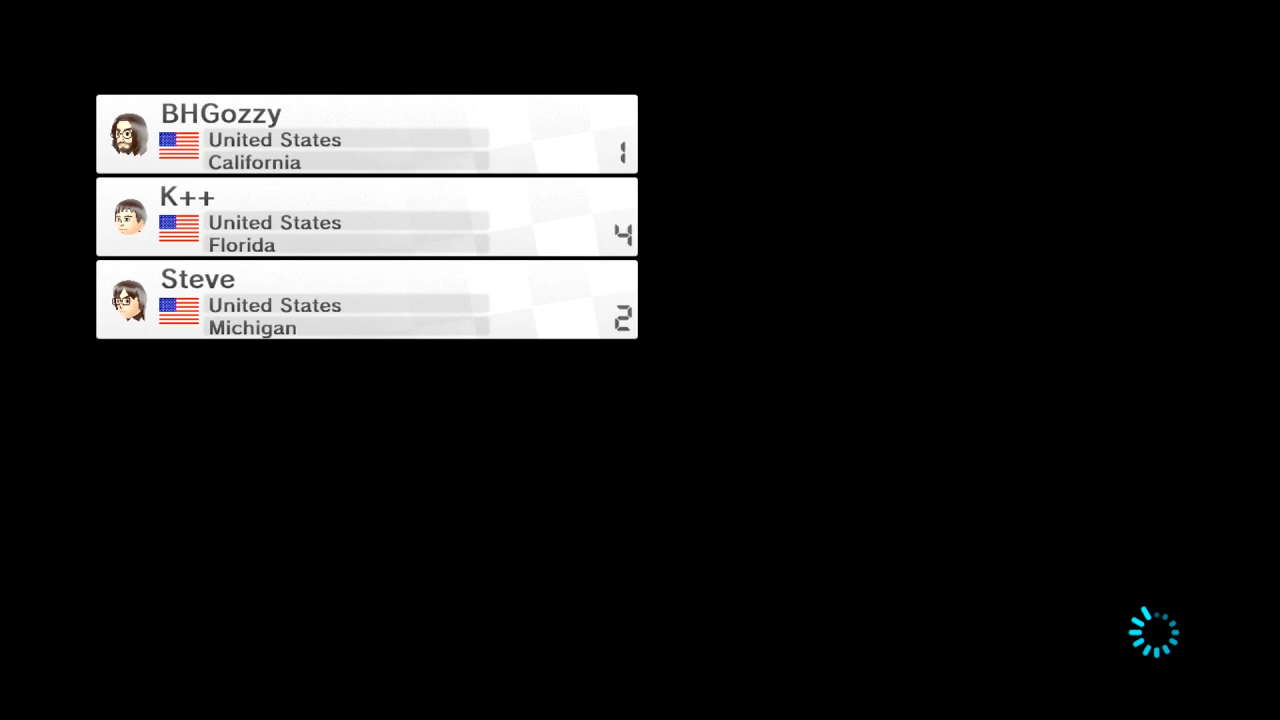 BHGozzy
United States
California
1
K++
United States
Florida
4
Steve
United States
Michigan
2